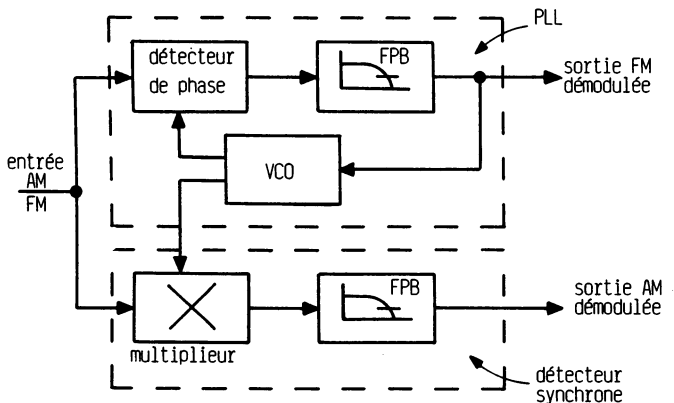 PLL
détecteur
de phase
FPB
sortie FM
démodulée
VCO
entrée
AM
FM
FPB
sortie AM
démodulée
multiplieur
détecteur
synchrone